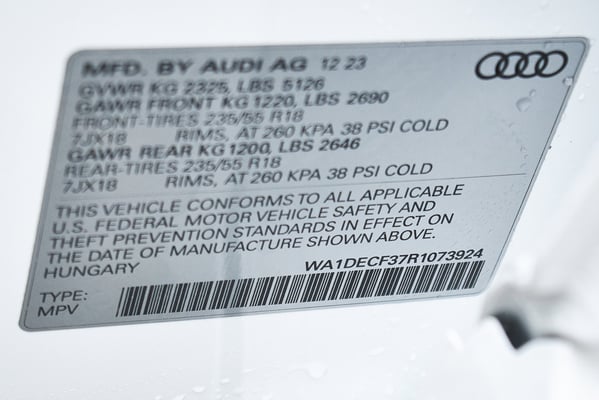 MFD. BY AUDI AG 12 23
GVWR KG 2325, LBS 5126
GAWR FRONT KG 1220, LBS 2690
FRONT-TIRES 235/55 R18
7JX18 RIMS, AT 260 KPA 38 PSI COLD
GAWR REAR KG 1200, LBS 2646
REAR-TIRES 235/55 R18
7JX18 RIMS, AT 260 KPA 38 PSI COLD
THIS VEHICLE CONFORMS TO ALL APPLICABLE
U.S. FEDERAL MOTOR VEHICLE SAFETY AND
THEFT PREVENTION STANDARDS IN EFFECT ON
THE DATE OF MANUFACTURE SHOWN ABOVE.
HUNGARY WA1DECF37R1073924
TYPE:
MPV